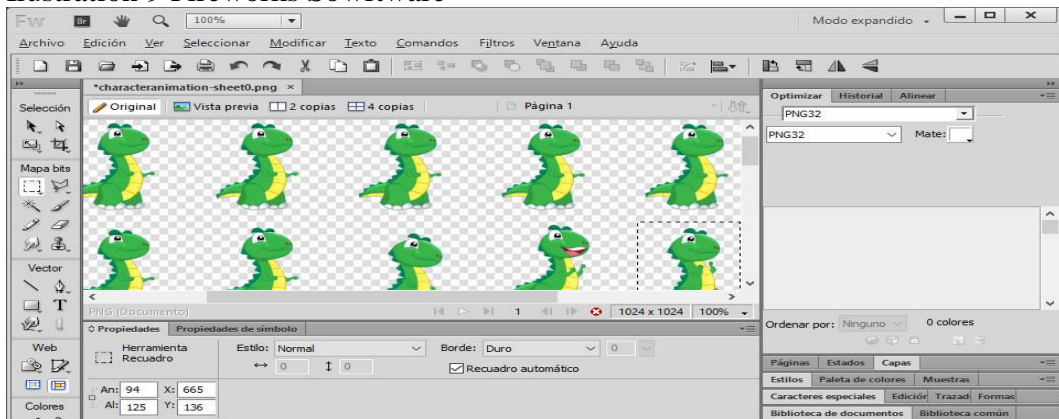 Fw Br 100% Modo expandido
Archivo Edición Ver Seleccionar Modificar Texto Comandos Filtros Ventana Ayuda
*characteranimation-sheet0.png ×
Original Vista previa 2 copias 4 copias Página 1
Selección
Mapa bits
Vector
T
Web
Colores
PNG (Documento) 1 1024 x 1024 100%
Propiedades Propiedades de símbolo
Herramienta Recuadro
Estilo: Normal Borde: Duro 0
0 0 Recuadro automático
An: 94 X: 665
Al: 125 Y: 136
Optimizar Historial Alinear
PNG32
PNG32 Mate:
Ordenar por: Ninguno 0 colores
Páginas Estados Capas
Estilos Paleta de colores Muestras
Caracteres especiales Edición Trazad Formas
Biblioteca de documentos Biblioteca común